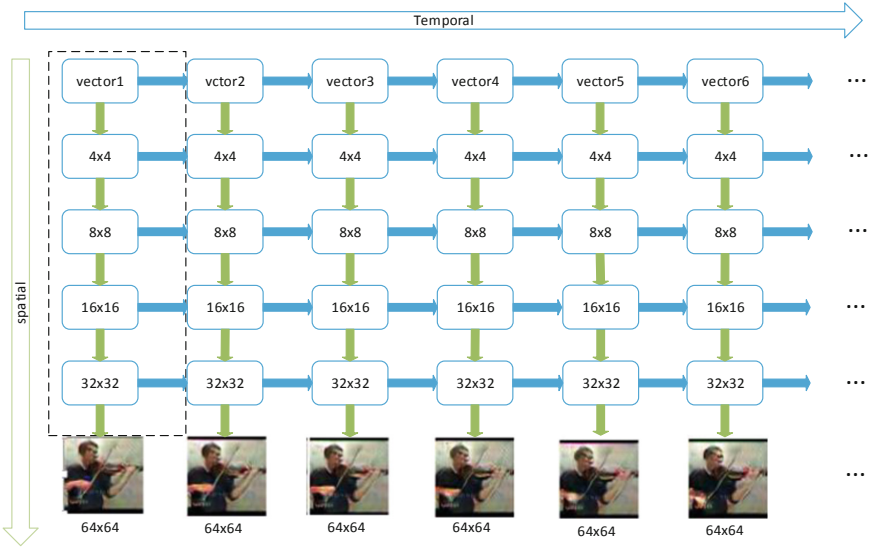 Temporal
spatial
vector1 vctor2 vector3 vector4 vector5 vector6 ...
4x4 4x4 4x4 4x4 4x4 4x4 ...
8x8 8x8 8x8 8x8 8x8 8x8 ...
16x16 16x16 16x16 16x16 16x16 16x16 ...
32x32 32x32 32x32 32x32 32x32 32x32 ...
...
64x64 64x64 64x64 64x64 64x64 64x64